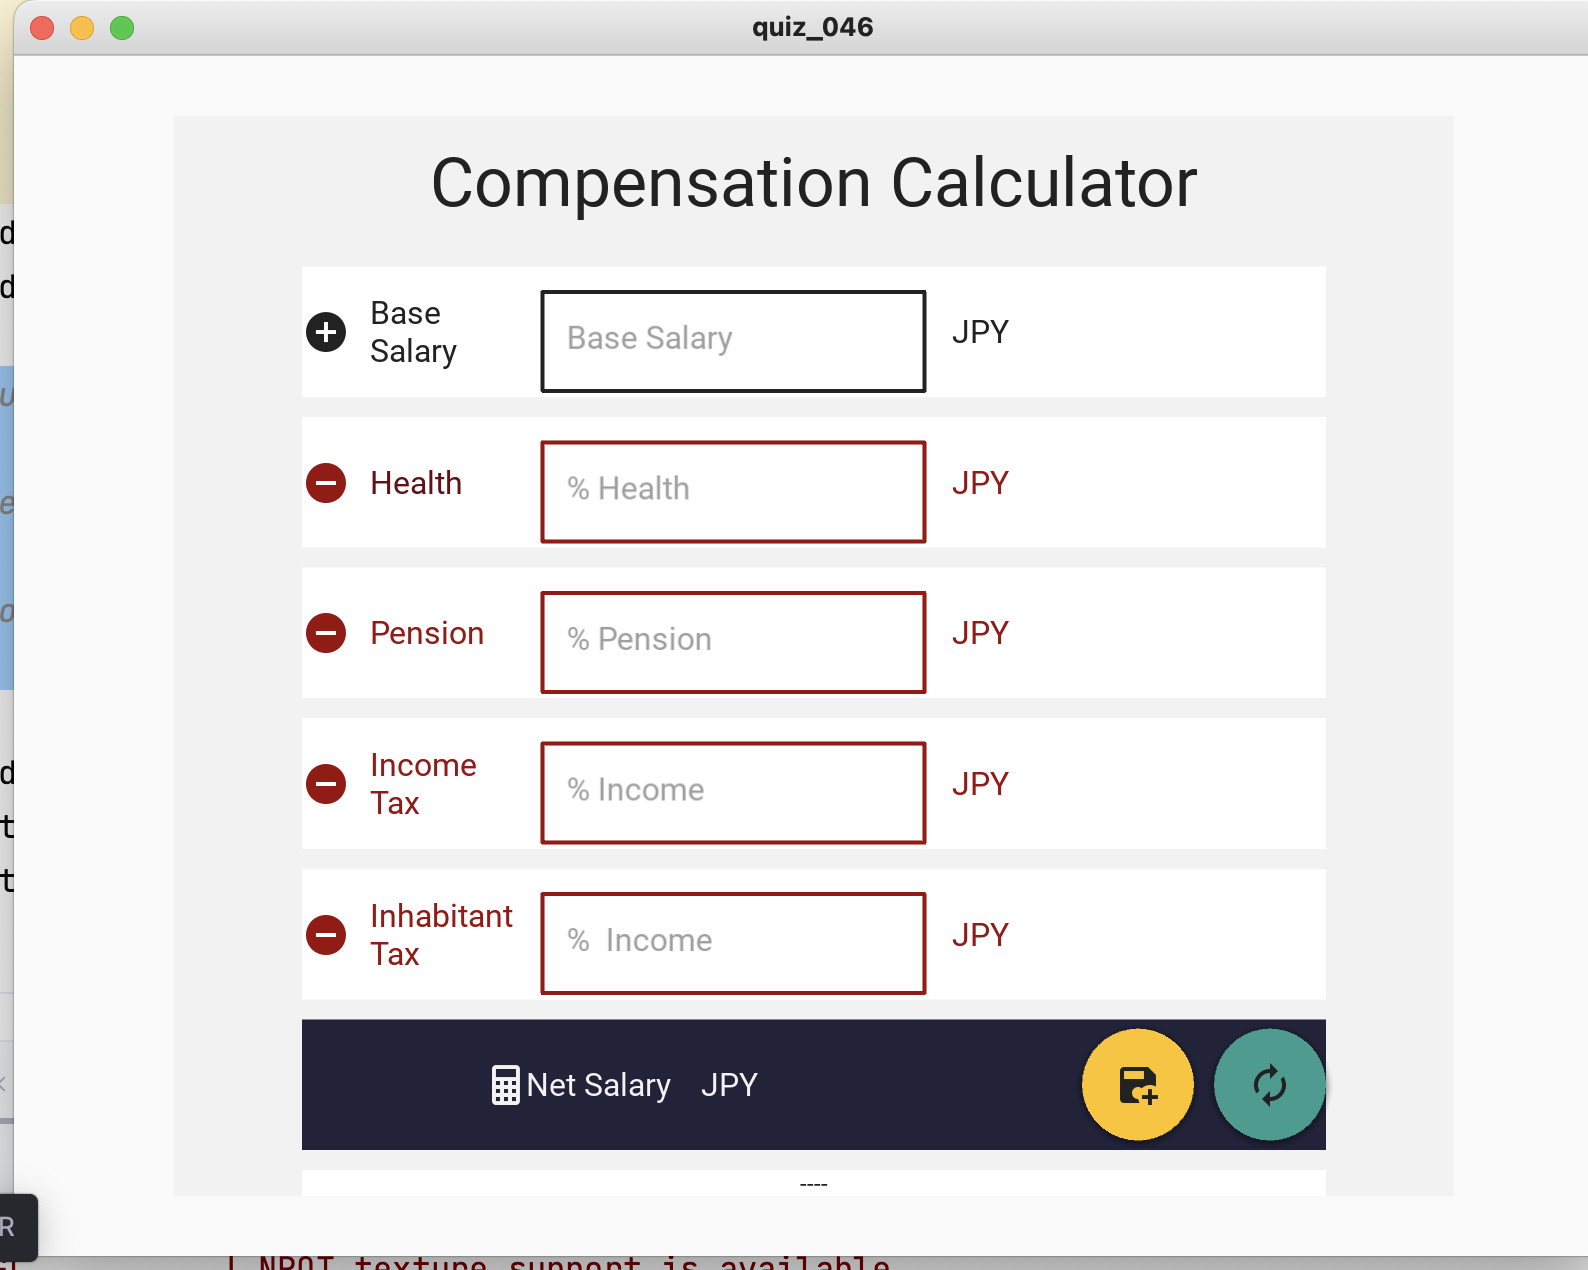 quiz_046
Compensation Calculator
Base
Salary
Base Salary
JPY
Health
% Health
JPY
Pension
% Pension
JPY
Income
Tax
% Income
JPY
Inhabitant
Tax
%  Income
JPY
Net Salary JPY
----
R
NPOT texture support is available